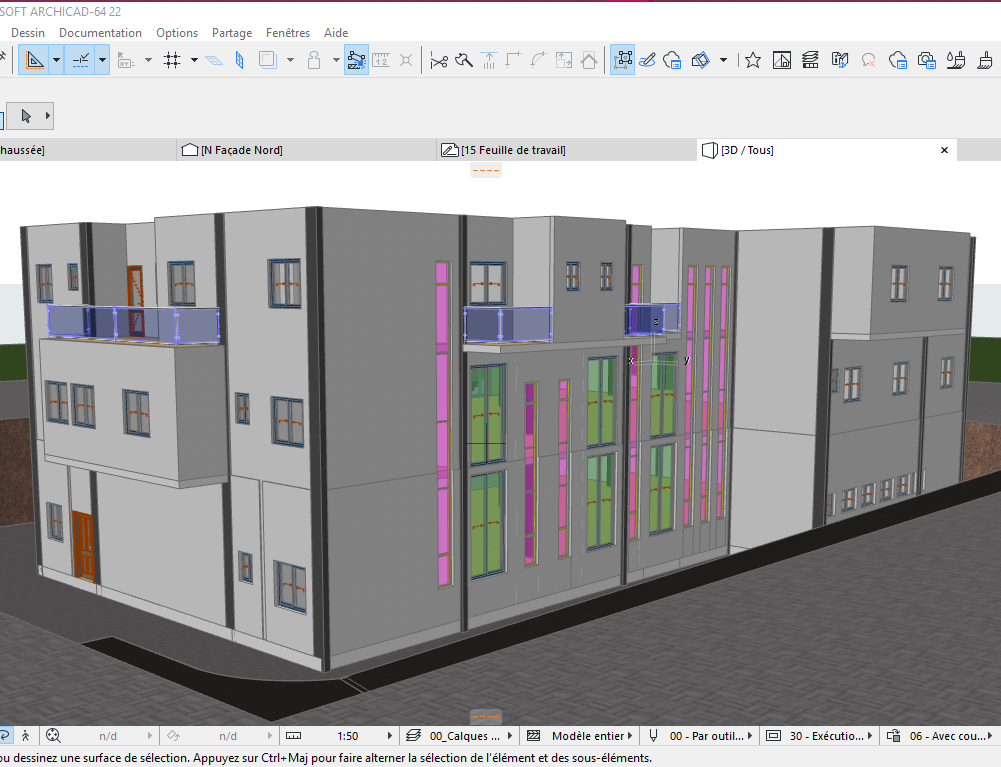 SOFT ARCHICAD-64 22
Dessin Documentation Options Partage Fenêtres Aide
haussée] [N Façade Nord] [15 Feuille de travail] [3D / Tous]
z
x y
n/d n/d 1:50 00_Calques ... Modèle entier 00 - Par outil... 30 - Exécutio... 06 - Avec cou...
ou dessinez une surface de sélection. Appuyez sur Ctrl+Maj pour faire alterner la sélection de l'élément et des sous-éléments.